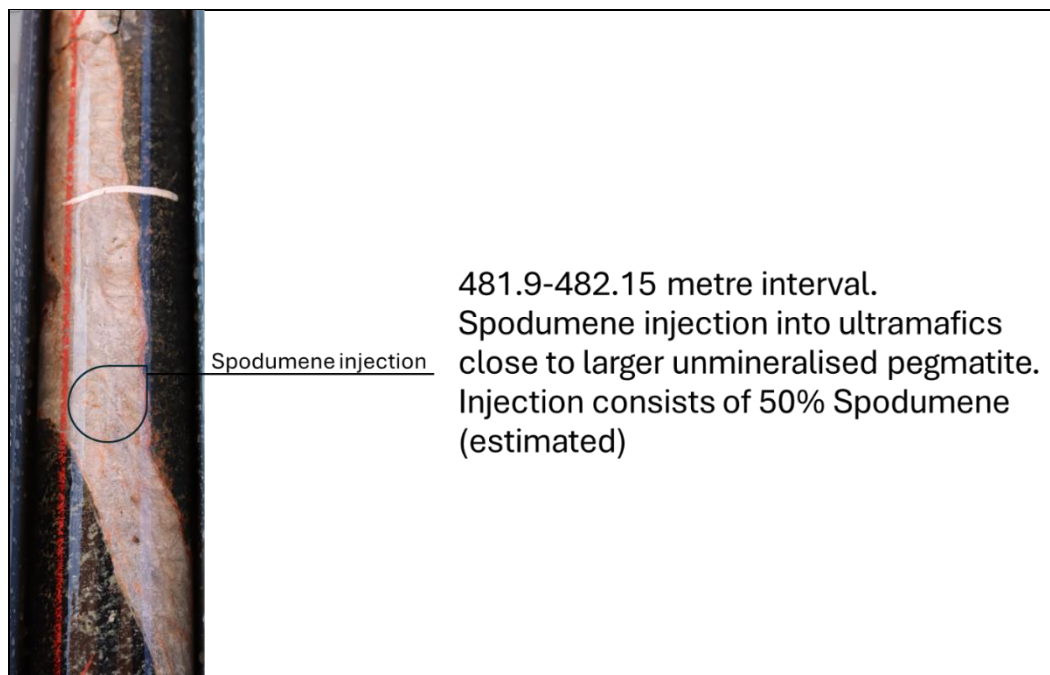 Spodumene injection
481.9-482.15 metre interval.
Spodumene injection into ultramafics
close to larger unmineralised pegmatite.
Injection consists of 50% Spodumene
(estimated)